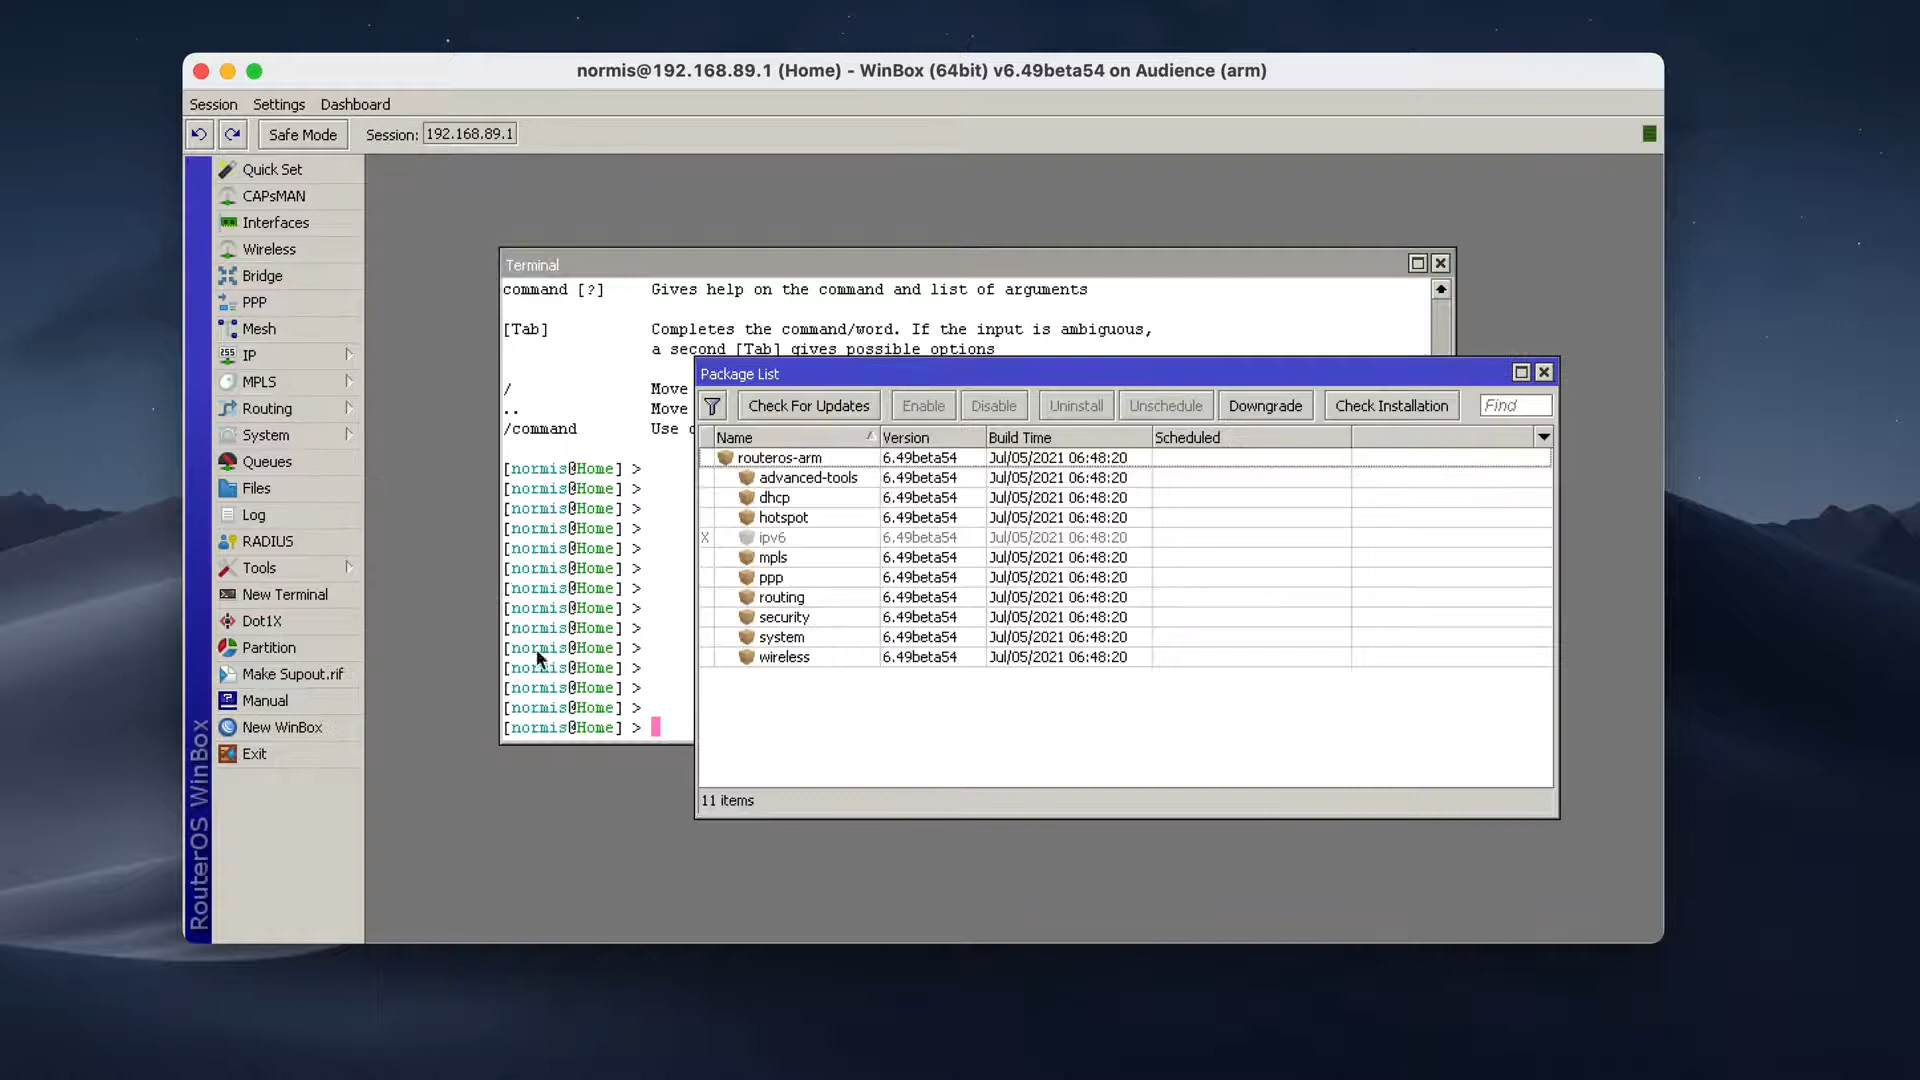 normis@192.168.89.1 (Home) - WinBox (64bit) v6.49beta54 on Audience (arm)
Session Settings Dashboard
Safe Mode Session: 192.168.89.1
Quick Set
CAPsMAN
Interfaces
Wireless
Bridge
PPP
Mesh
IP
MPLS
Routing
System
Queues
Files
Log
RADIUS
Tools
New Terminal
Dot1X
Partition
Make Supout.rif
Manual
New WinBox
Exit
RouterOS WinBox
Terminal
command [?] Gives help on the command and list of arguments
[Tab] Completes the command/word. If the input is ambiguous,
a second [Tab] gives possible options
/ Move
.. Move
/command Use
[normis@Home] >
[normis@Home] >
[normis@Home] >
[normis@Home] >
[normis@Home] >
[normis@Home] >
[normis@Home] >
[normis@Home] >
[normis@Home] >
[normis@Home] >
[normis@Home] >
[normis@Home] >
[normis@Home] >
[normis@Home] >
Package List
Check For Updates Enable Disable Uninstall Unschedule Downgrade Check Installation Find
Name Version Build Time Scheduled
routeros-arm 6.49beta54 Jul/05/2021 06:48:20
advanced-tools 6.49beta54 Jul/05/2021 06:48:20
dhcp 6.49beta54 Jul/05/2021 06:48:20
hotspot 6.49beta54 Jul/05/2021 06:48:20
X ipv6 6.49beta54 Jul/05/2021 06:48:20
mpls 6.49beta54 Jul/05/2021 06:48:20
ppp 6.49beta54 Jul/05/2021 06:48:20
routing 6.49beta54 Jul/05/2021 06:48:20
security 6.49beta54 Jul/05/2021 06:48:20
system 6.49beta54 Jul/05/2021 06:48:20
wireless 6.49beta54 Jul/05/2021 06:48:20
11 items